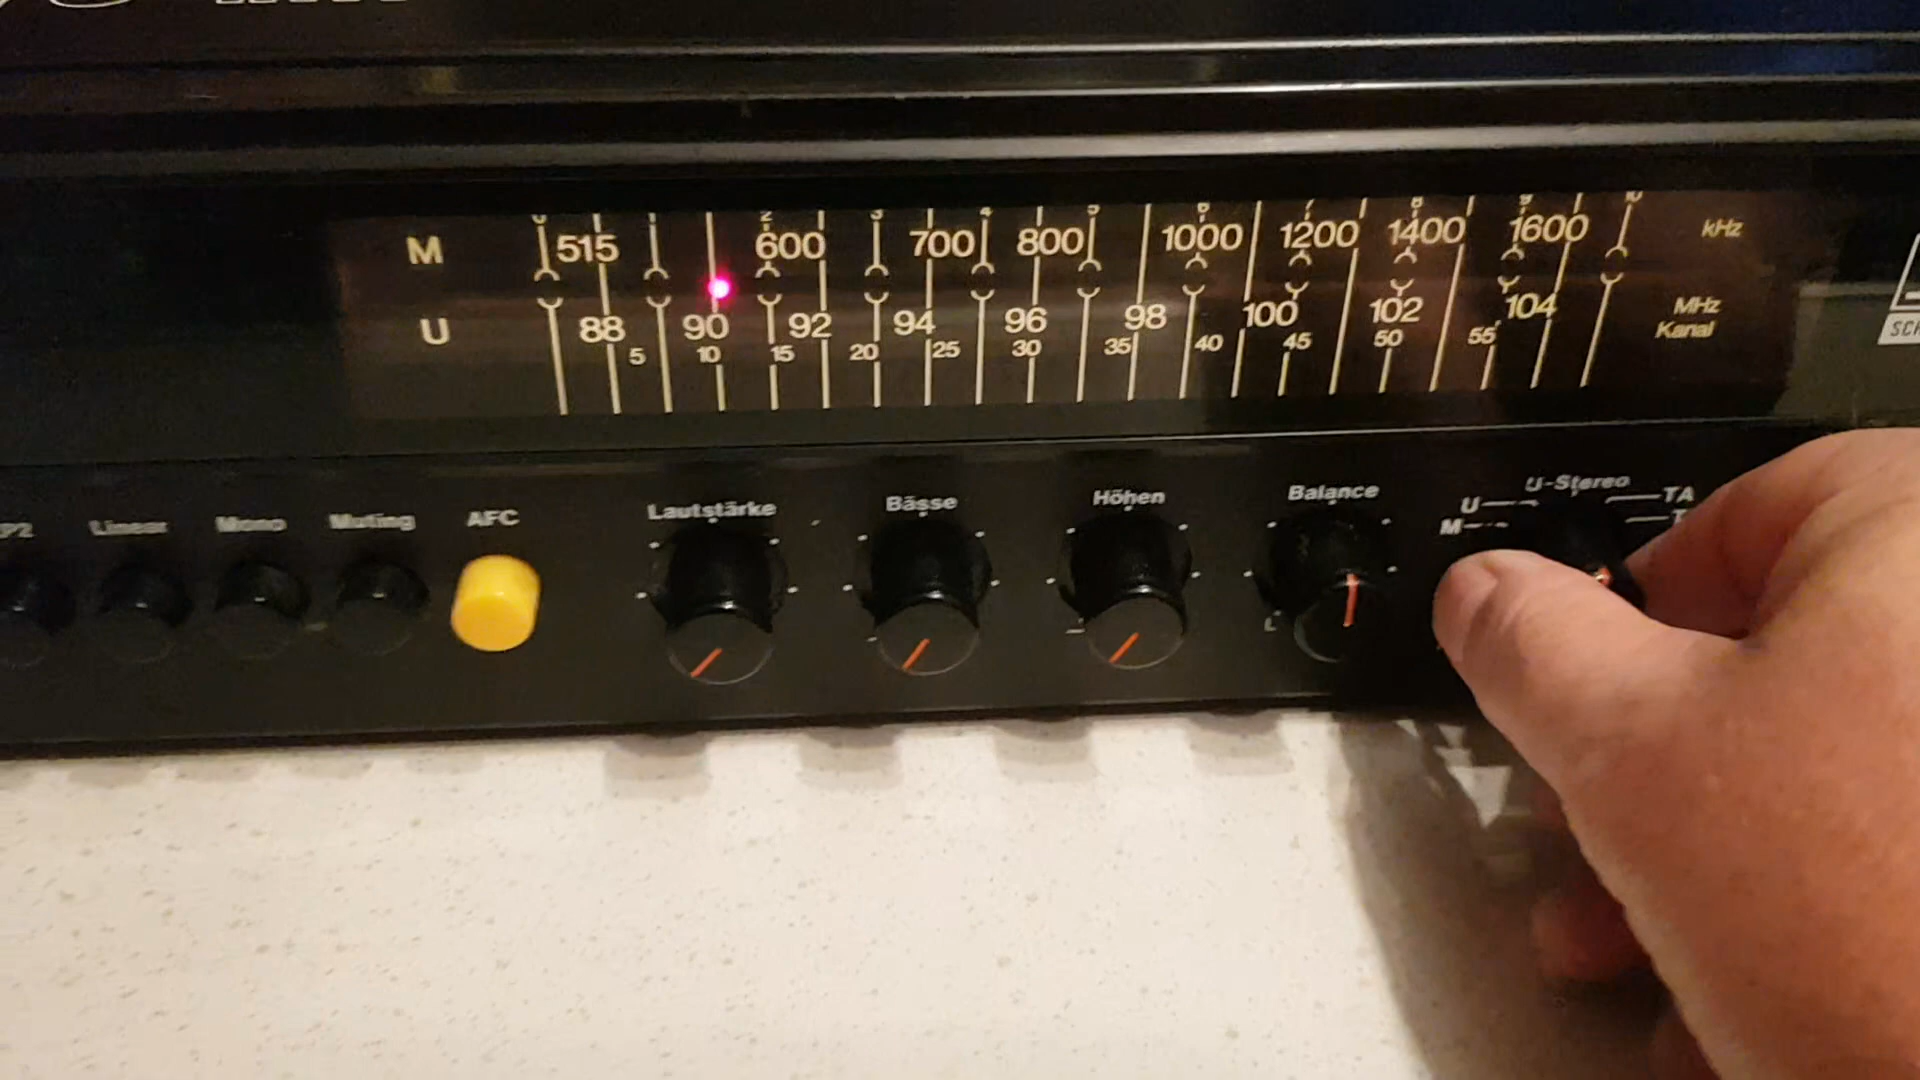 M 515 600 700 800 1000 1200 1400 1600 kHz
U 88 90 92 94 96 98 100 102 104 MHz
5 10 15 20 25 30 35 40 45 50 55 Kanal
Linear Mono Muting AFC Lautstärke Bässe Höhen Balance U-Stereo
U TA
M
L